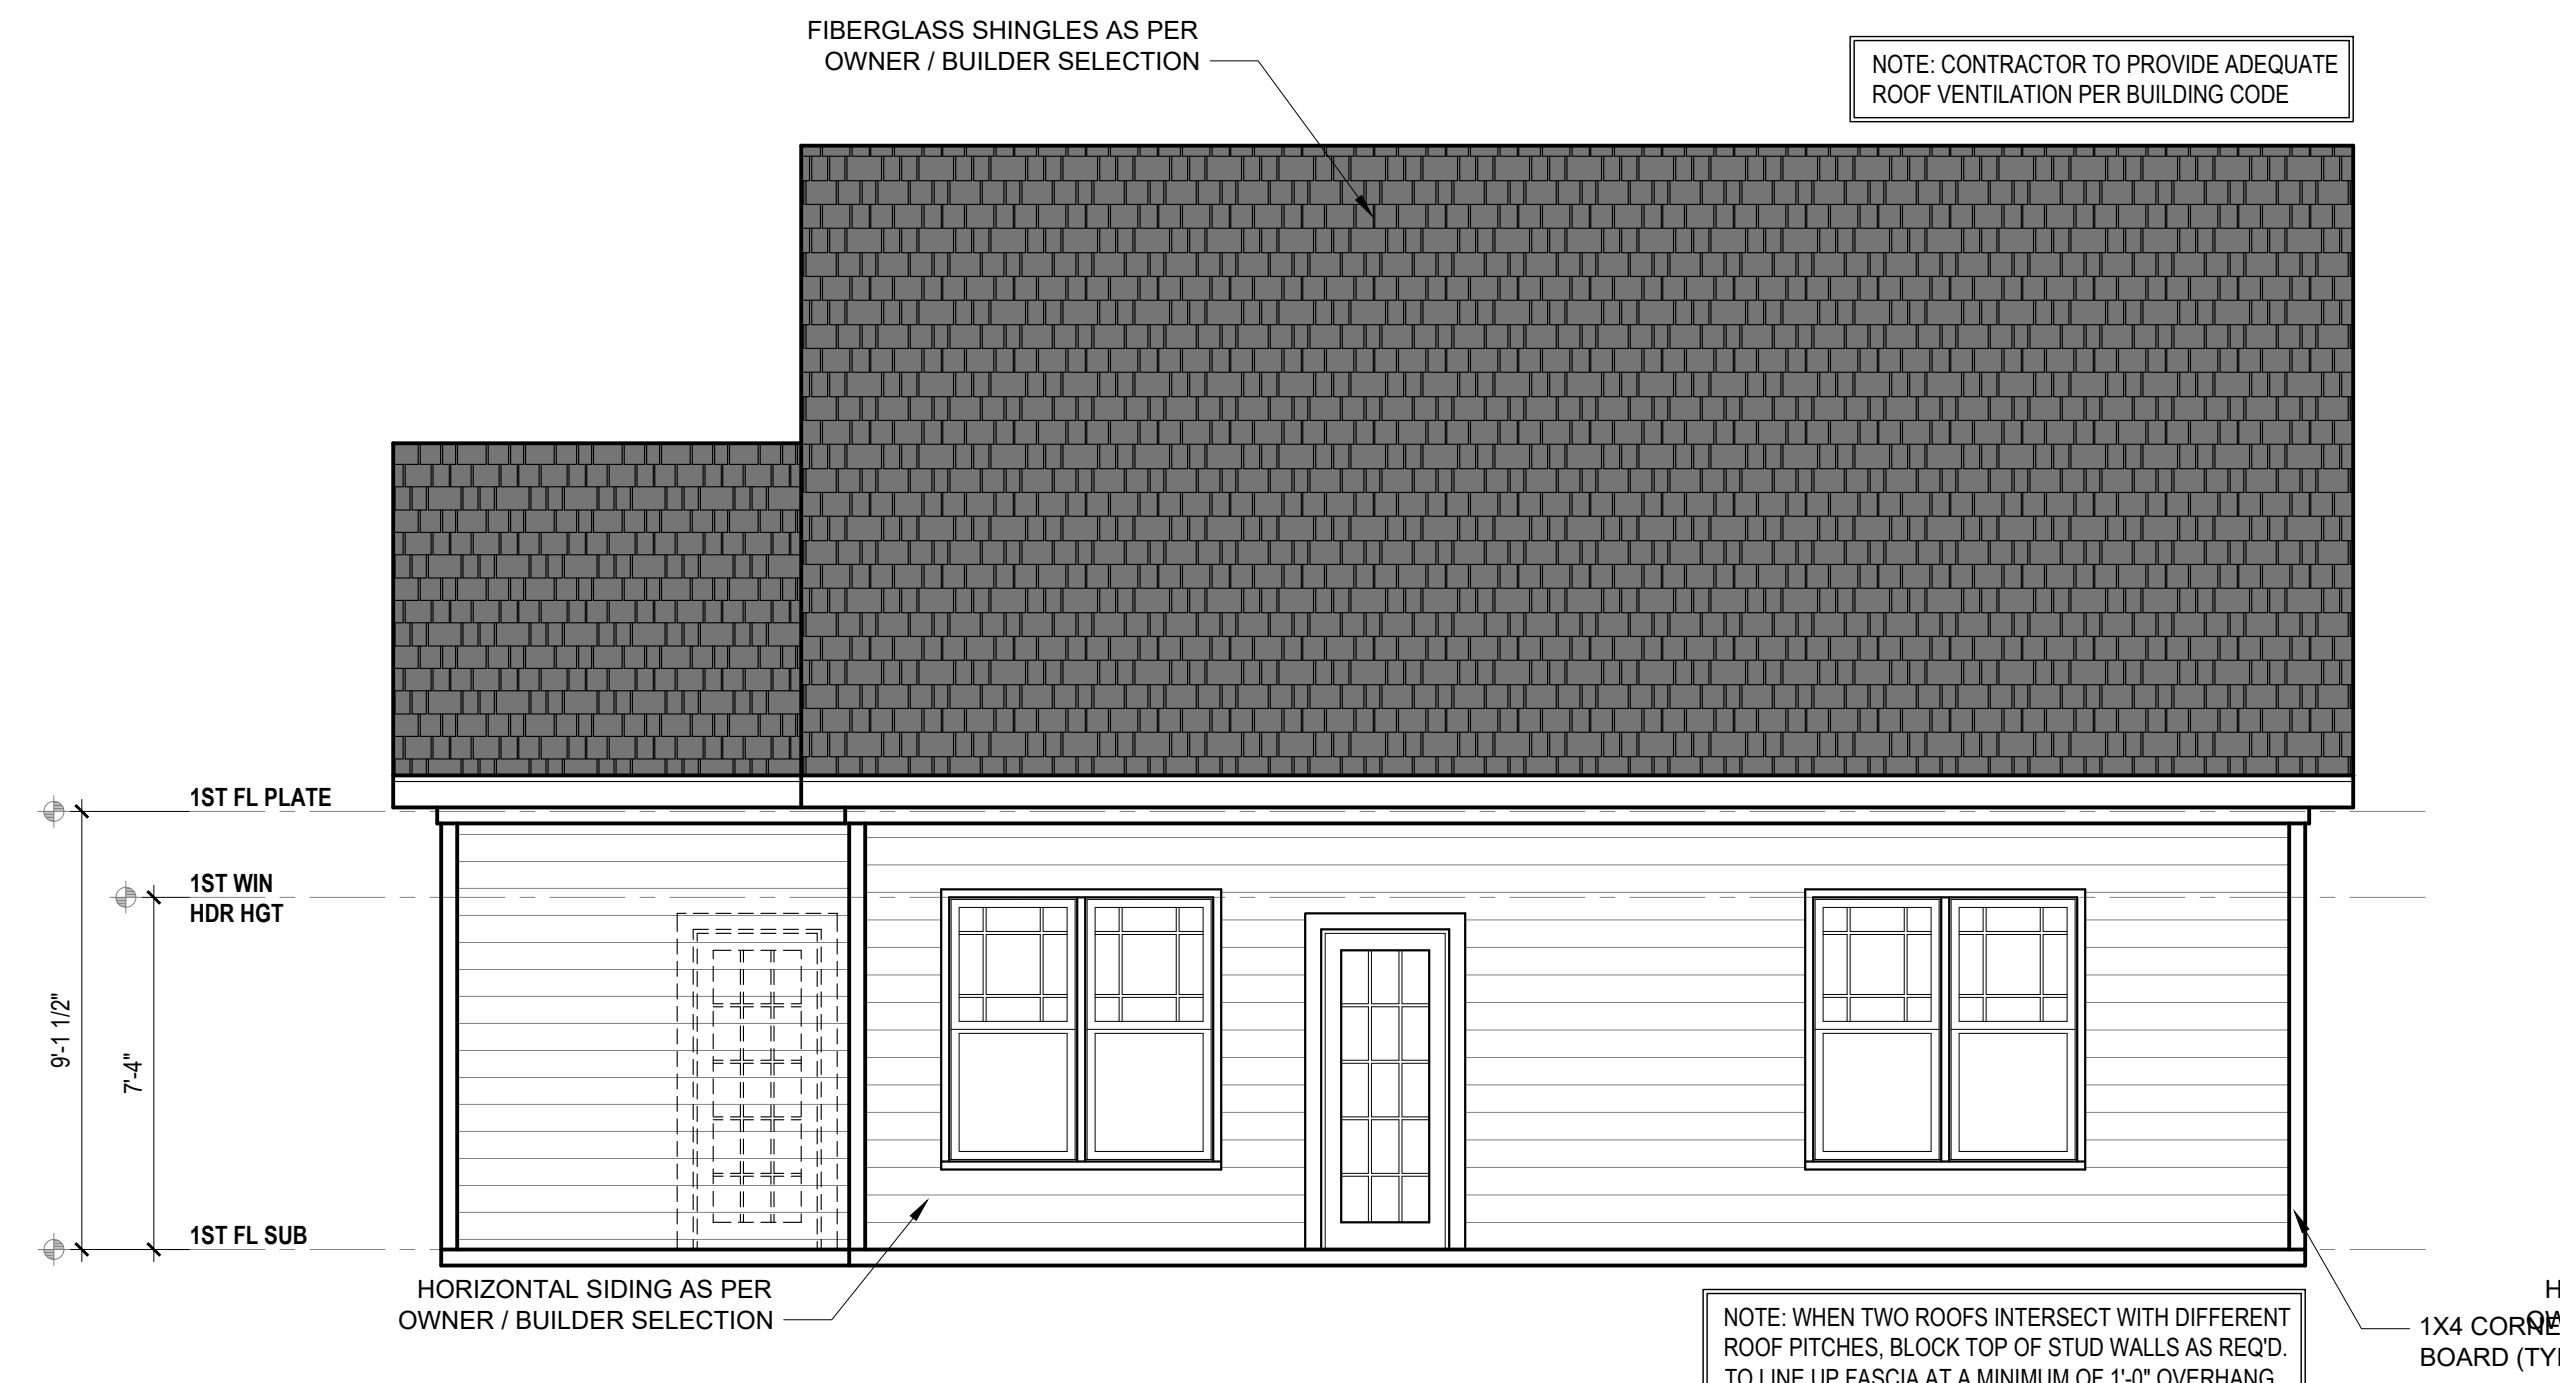 FIBERGLASS SHINGLES AS PER
OWNER / BUILDER SELECTION
NOTE: CONTRACTOR TO PROVIDE ADEQUATE
ROOF VENTILATION PER BUILDING CODE
1ST FL PLATE
1ST WIN
HDR HGT
9'-1 1/2"
7'-4"
1ST FL SUB
HORIZONTAL SIDING AS PER
OWNER / BUILDER SELECTION
NOTE: WHEN TWO ROOFS INTERSECT WITH DIFFERENT
ROOF PITCHES, BLOCK TOP OF STUD WALLS AS REQ'D.
TO LINE UP FASCIA AT A MINIMUM OF 1'-0" OVERHANG
1X4
BOARD